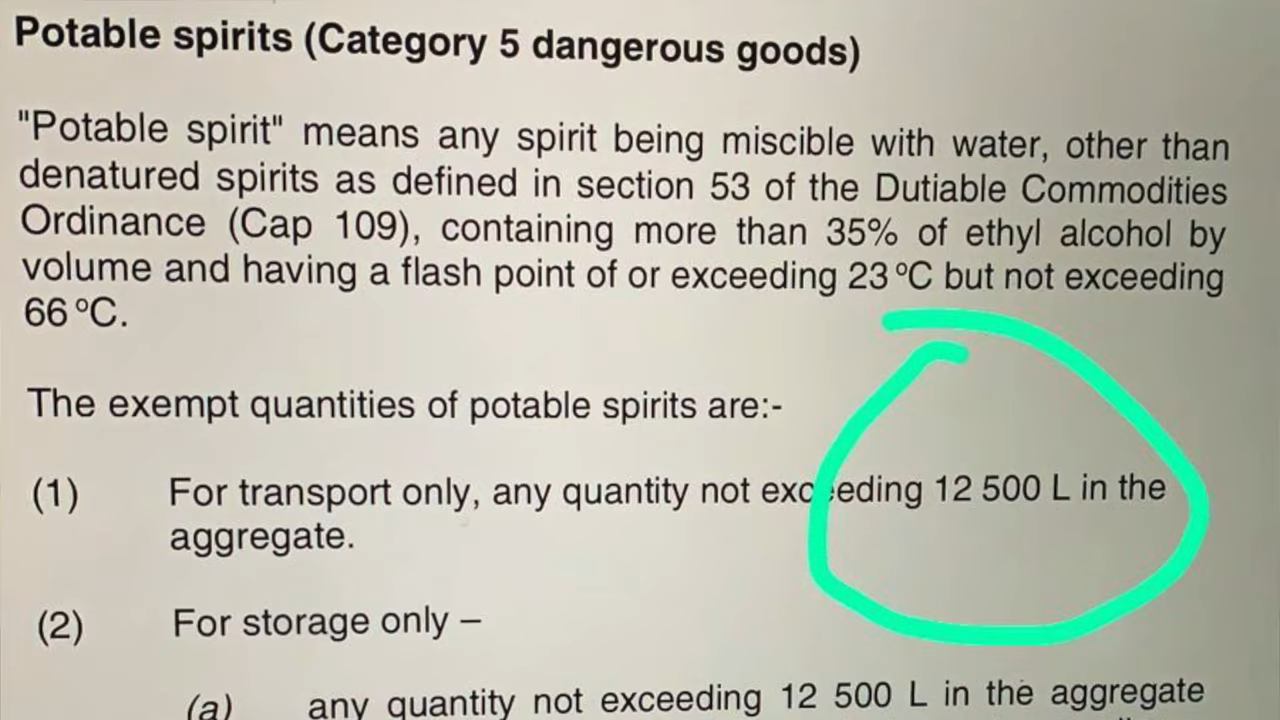 Potable spirits (Category 5 dangerous goods)
"Potable spirit" means any spirit being miscible with water, other than
denatured spirits as defined in section 53 of the Dutiable Commodities
Ordinance (Cap 109), containing more than 35% of ethyl alcohol by
volume and having a flash point of or exceeding 23 ºC but not exceeding
66 ºC.
The exempt quantities of potable spirits are:-
(1) For transport only, any quantity not exceeding 12 500 L in the
aggregate.
(2) For storage only –
(a) any quantity not exceeding 12 500 L in the aggregate